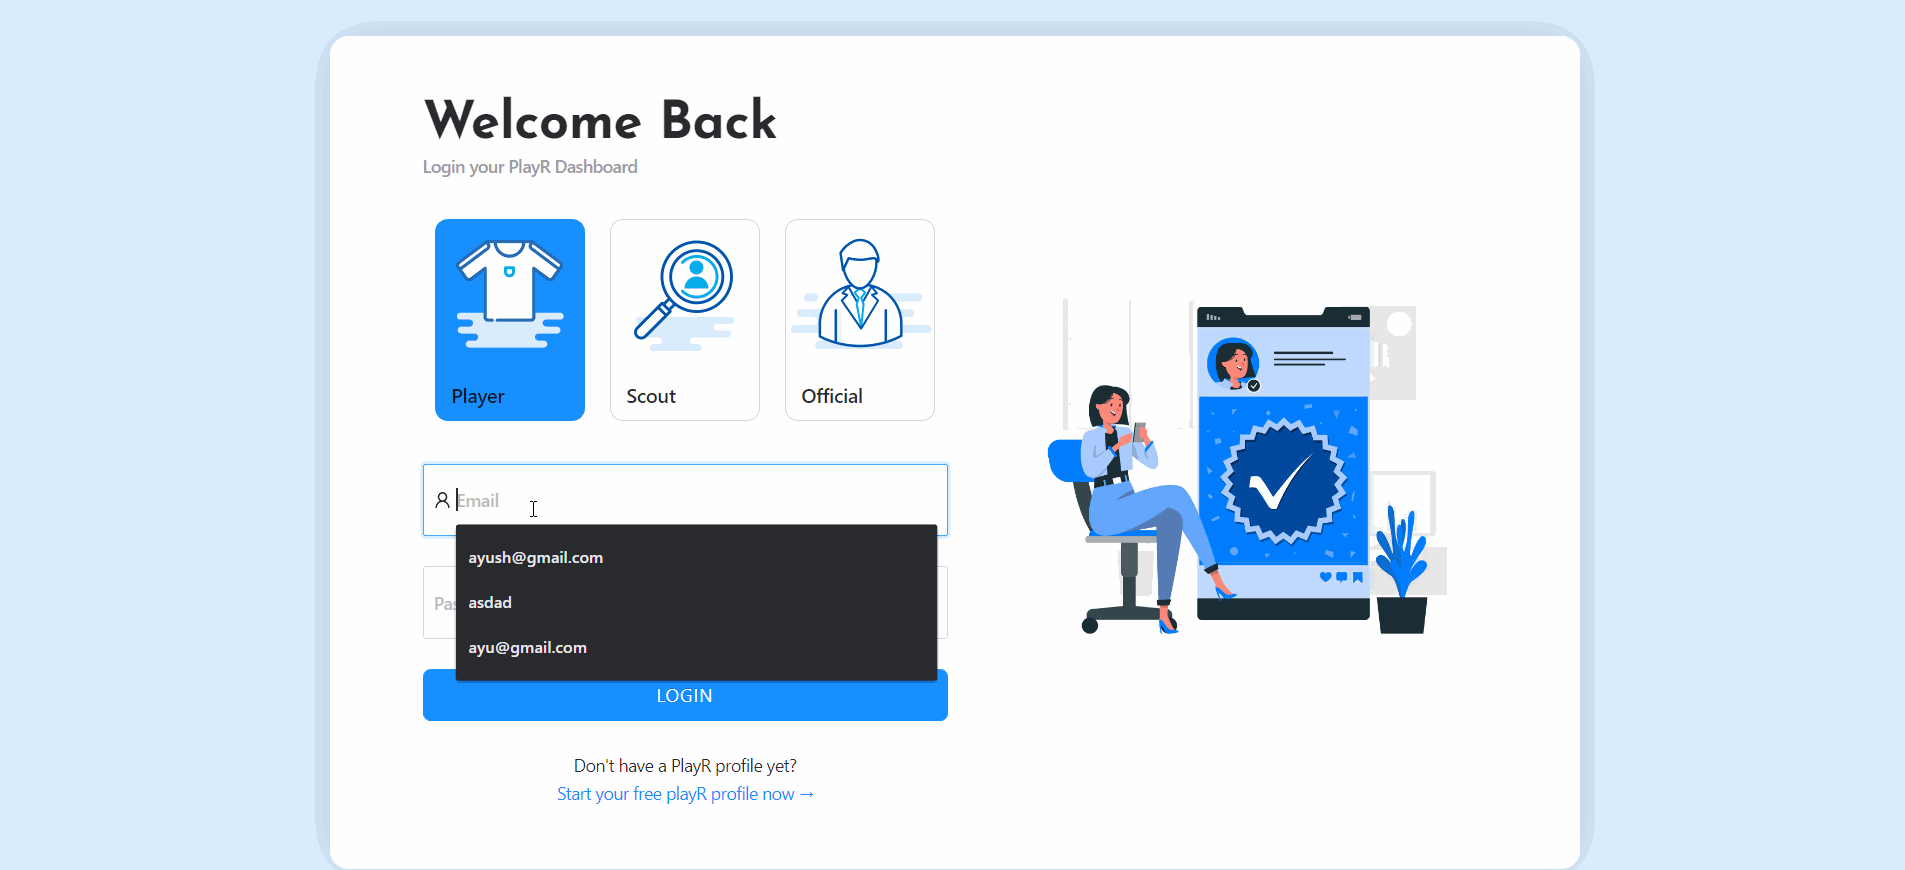 Welcome Back
Login your PlayR Dashboard
Player
Scout
Official
Email
ayush@gmail.com
asdad
ayu@gmail.com
LOGIN
Don't have a PlayR profile yet?
Start your free playR profile now →